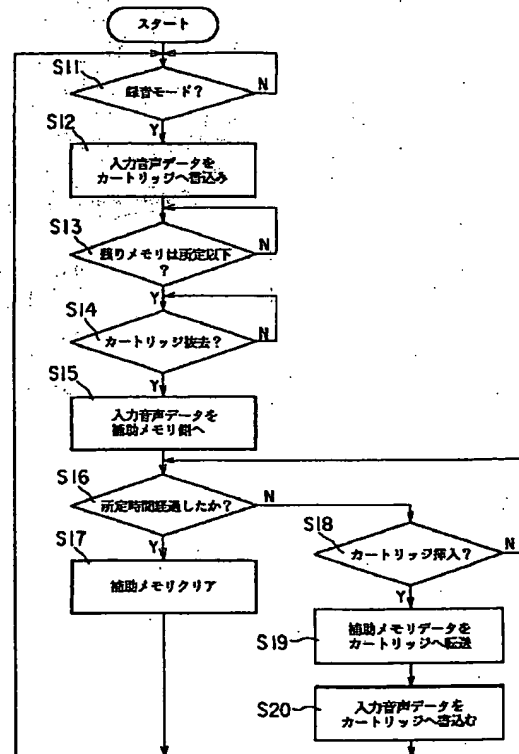 スタート
S11
録音モード?
N
Y
S12
入力音声データを
カートリッジへ書込み
S13
残りメモリは所定以下
?
N
Y
S14
カートリッジ抜去?
N
Y
S15
入力音声データを
補助メモリ側へ
S16
所定時間経過したか?
N
Y
S17
補助メモリクリア
S18
カートリッジ挿入?
N
Y
S19
補助メモリデータを
カートリッジへ転送
S20
入力音声データを
カートリッジへ書込む